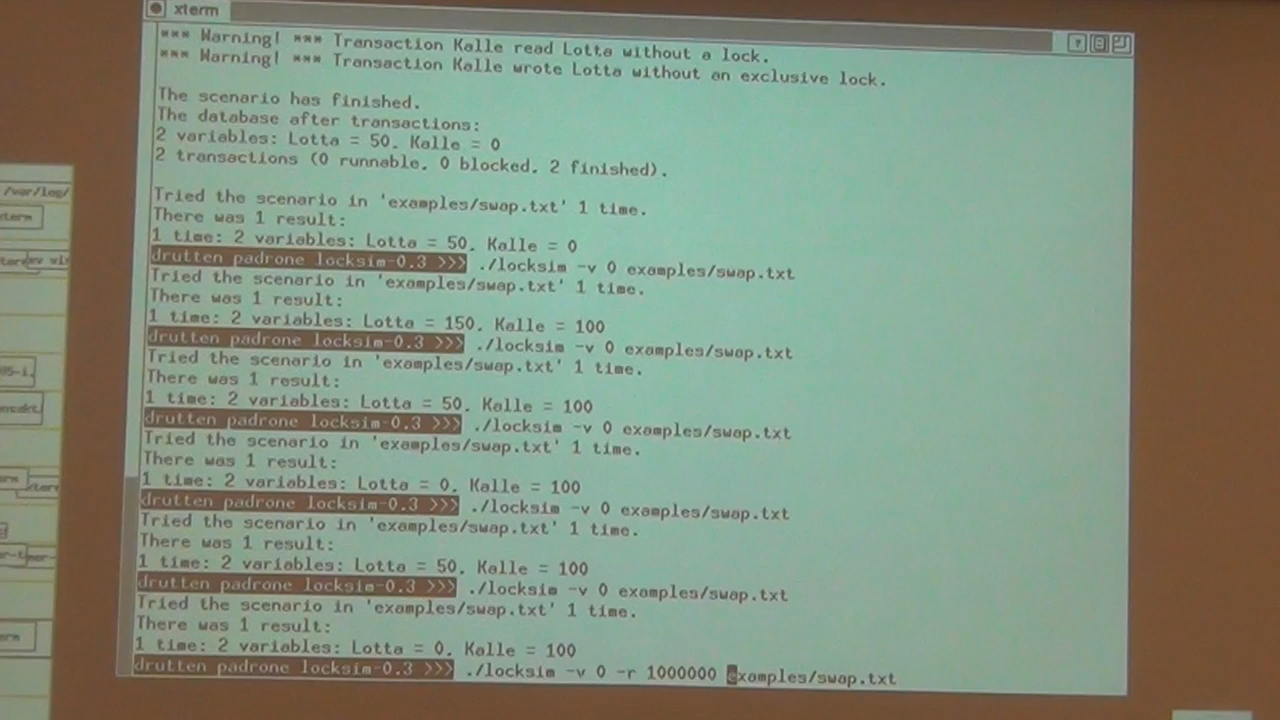 xterm
*** Warning! *** Transaction Kalle read Lotta without a lock.
*** Warning! *** Transaction Kalle wrote Lotta without an exclusive lock.
The scenario has finished.
The database after transactions:
2 variables: Lotta = 50, Kalle = 0
2 transactions (0 runnable, 0 blocked, 2 finished).
Tried the scenario in 'examples/swap.txt' 1 time.
There was 1 result:
1 time: 2 variables: Lotta = 50, Kalle = 0
drutten padrone locksim-0.3 >>> ./locksim -v 0 examples/swap.txt
Tried the scenario in 'examples/swap.txt' 1 time.
There was 1 result:
1 time: 2 variables: Lotta = 150, Kalle = 100
drutten padrone locksim-0.3 >>> ./locksim -v 0 examples/swap.txt
Tried the scenario in 'examples/swap.txt' 1 time.
There was 1 result:
1 time: 2 variables: Lotta = 50, Kalle = 100
drutten padrone locksim-0.3 >>> ./locksim -v 0 examples/swap.txt
Tried the scenario in 'examples/swap.txt' 1 time.
There was 1 result:
1 time: 2 variables: Lotta = 0, Kalle = 100
drutten padrone locksim-0.3 >>> ./locksim -v 0 examples/swap.txt
Tried the scenario in 'examples/swap.txt' 1 time.
There was 1 result:
1 time: 2 variables: Lotta = 50, Kalle = 100
drutten padrone locksim-0.3 >>> ./locksim -v 0 examples/swap.txt
Tried the scenario in 'examples/swap.txt' 1 time.
There was 1 result:
1 time: 2 variables: Lotta = 0, Kalle = 100
drutten padrone locksim-0.3 >>> ./locksim -v 0 -r 1000000 examples/swap.txt
/var/log/